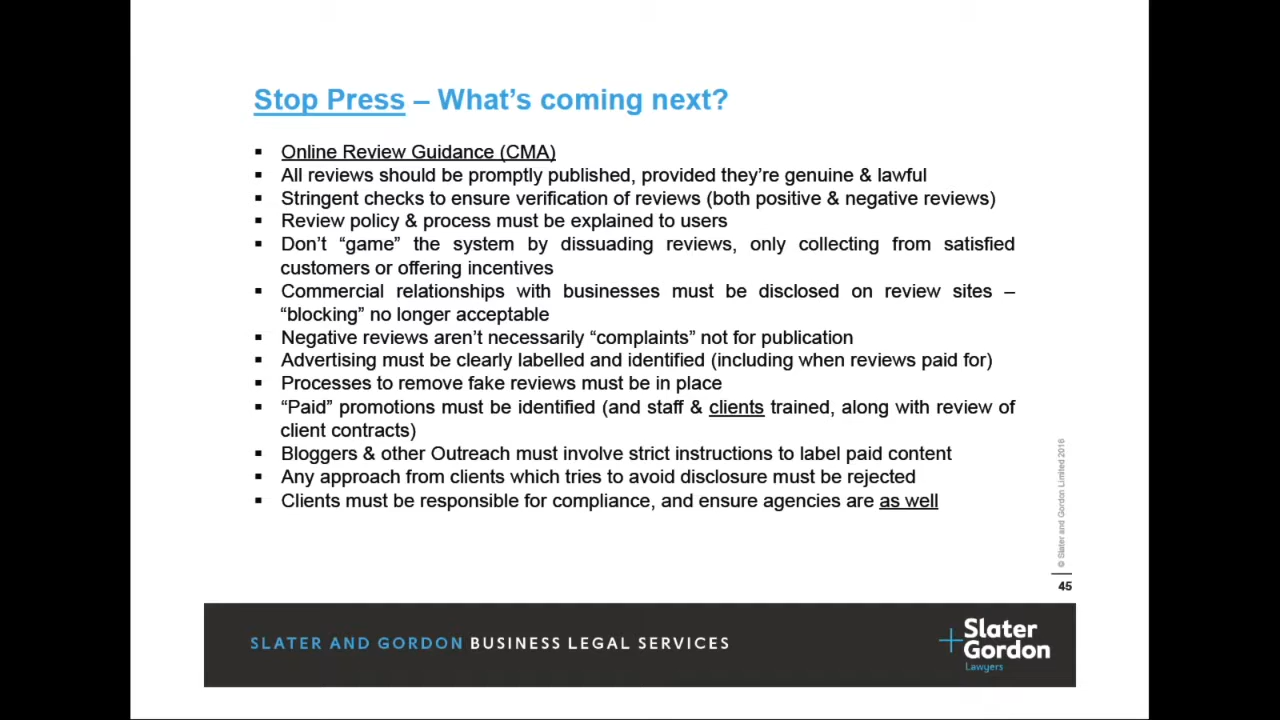 Stop Press – What’s coming next?
▪ Online Review Guidance (CMA)
▪ All reviews should be promptly published, provided they’re genuine & lawful
▪ Stringent checks to ensure verification of reviews (both positive & negative reviews)
▪ Review policy & process must be explained to users
▪ Don’t “game” the system by dissuading reviews, only collecting from satisfied
customers or offering incentives
▪ Commercial relationships with businesses must be disclosed on review sites –
“blocking” no longer acceptable
▪ Negative reviews aren’t necessarily “complaints” not for publication
▪ Advertising must be clearly labelled and identified (including when reviews paid for)
▪ Processes to remove fake reviews must be in place
▪ “Paid” promotions must be identified (and staff & clients trained, along with review of
client contracts)
▪ Bloggers & other Outreach must involve strict instructions to label paid content
▪ Any approach from clients which tries to avoid disclosure must be rejected
▪ Clients must be responsible for compliance, and ensure agencies are as well
© Slater and Gordon Limited 2016
45
SLATER AND GORDON BUSINESS LEGAL SERVICES
Slater
Gordon
Lawyers